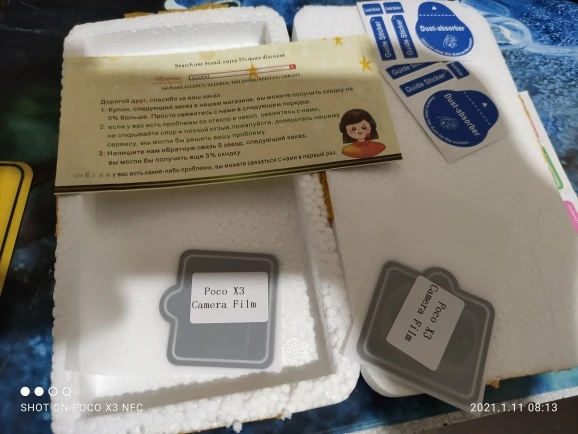 Search our brand, enjoy 5% more discount
Дорогой друг, спасибо за ваш заказ.
1: Купон, следующий заказ в нашем магазине, вы можете получить скидку на
5% больше. Просто свяжитесь с нами в следующем порядке.
2: если у вас есть проблемы со стекло и чехол, свяжитесь с нами,
не открывайте спор и плохой отзыв,пожалуйста, доверьтесь нашему
сервису, мы могли бы решить вашу проблему.
3: Напишите нам обратную связь 5 звезд, следующий заказ,
вы могли бы получить еще 5% скидку.
Если у вас есть какие-либо проблемы, вы можете связаться с нами в первый раз.
Guide Sticker
Guide Sticker
Dust-absorber
Guide Sticker
Dust-absorber
Poco X3
Camera Film
Poco X3
Camera Film
SHOT ON POCO X3 NFC
2021.1.11 08:13